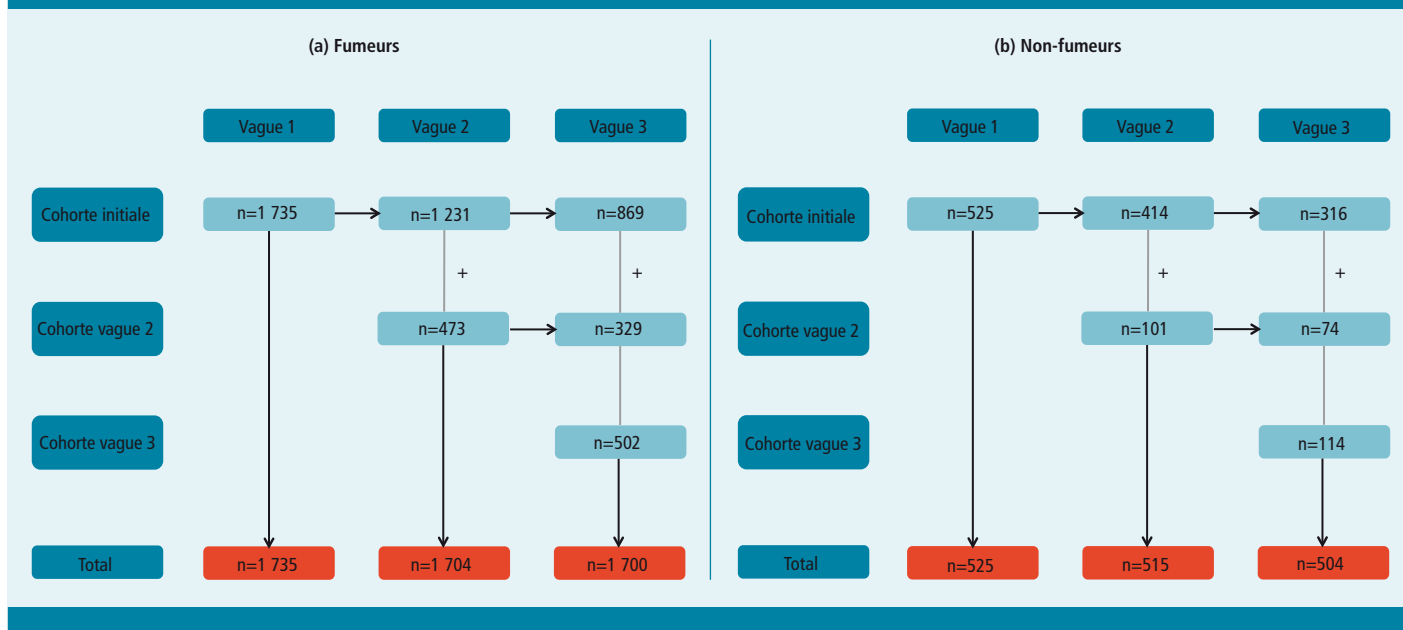 (a) Fumeurs
Vague 1 Vague 2 Vague 3
Cohorte initiale n=1 735 n=1 231 n=869
+ +
Cohorte vague 2 n=473 n=329
Cohorte vague 3 n=502
Total n=1 735 n=1 704 n=1 700
(b) Non-fumeurs
Vague 1 Vague 2 Vague 3
Cohorte initiale n=525 n=414 n=316
+ +
Cohorte vague 2 n=101 n=74
Cohorte vague 3 n=114
Total n=525 n=515 n=504